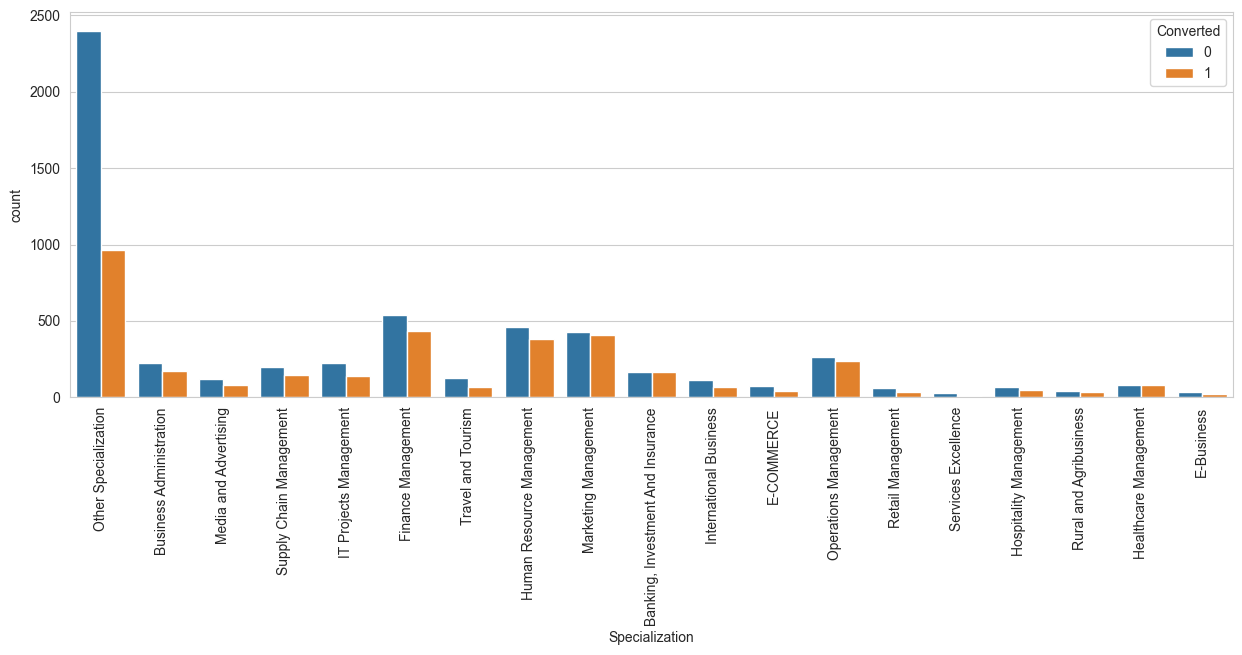 2500
2000
1500
1000
500
0
count
Converted
0
1
Other Specialization
Business Administration
Media and Advertising
Supply Chain Management
IT Projects Management
Finance Management
Travel and Tourism
Human Resource Management
Marketing Management
Banking, Investment And Insurance
International Business
E-COMMERCE
Operations Management
Retail Management
Services Excellence
Hospitality Management
Rural and Agribusiness
Healthcare Management
E-Business
Specialization